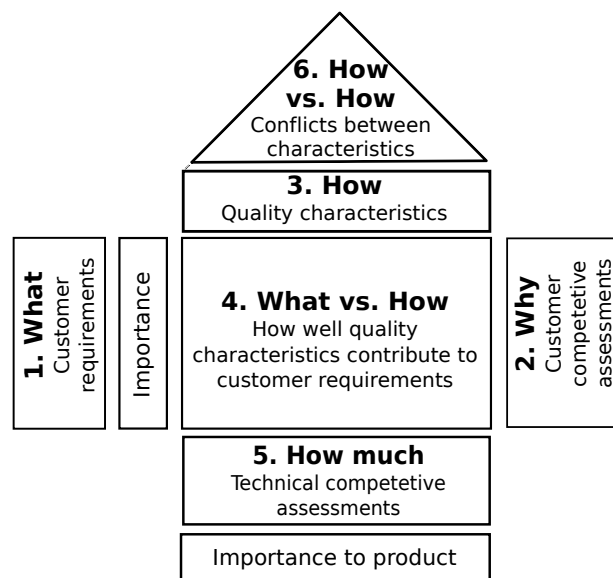 6. How
vs. How
Conflicts between
characteristics
3. How
Quality characteristics
1. What
Customer
requirements
Importance
4. What vs. How
How well quality
characteristics contribute to
customer requirements
2. Why
Customer
competetive
assessments
5. How much
Technical competetive
assessments
Importance to product